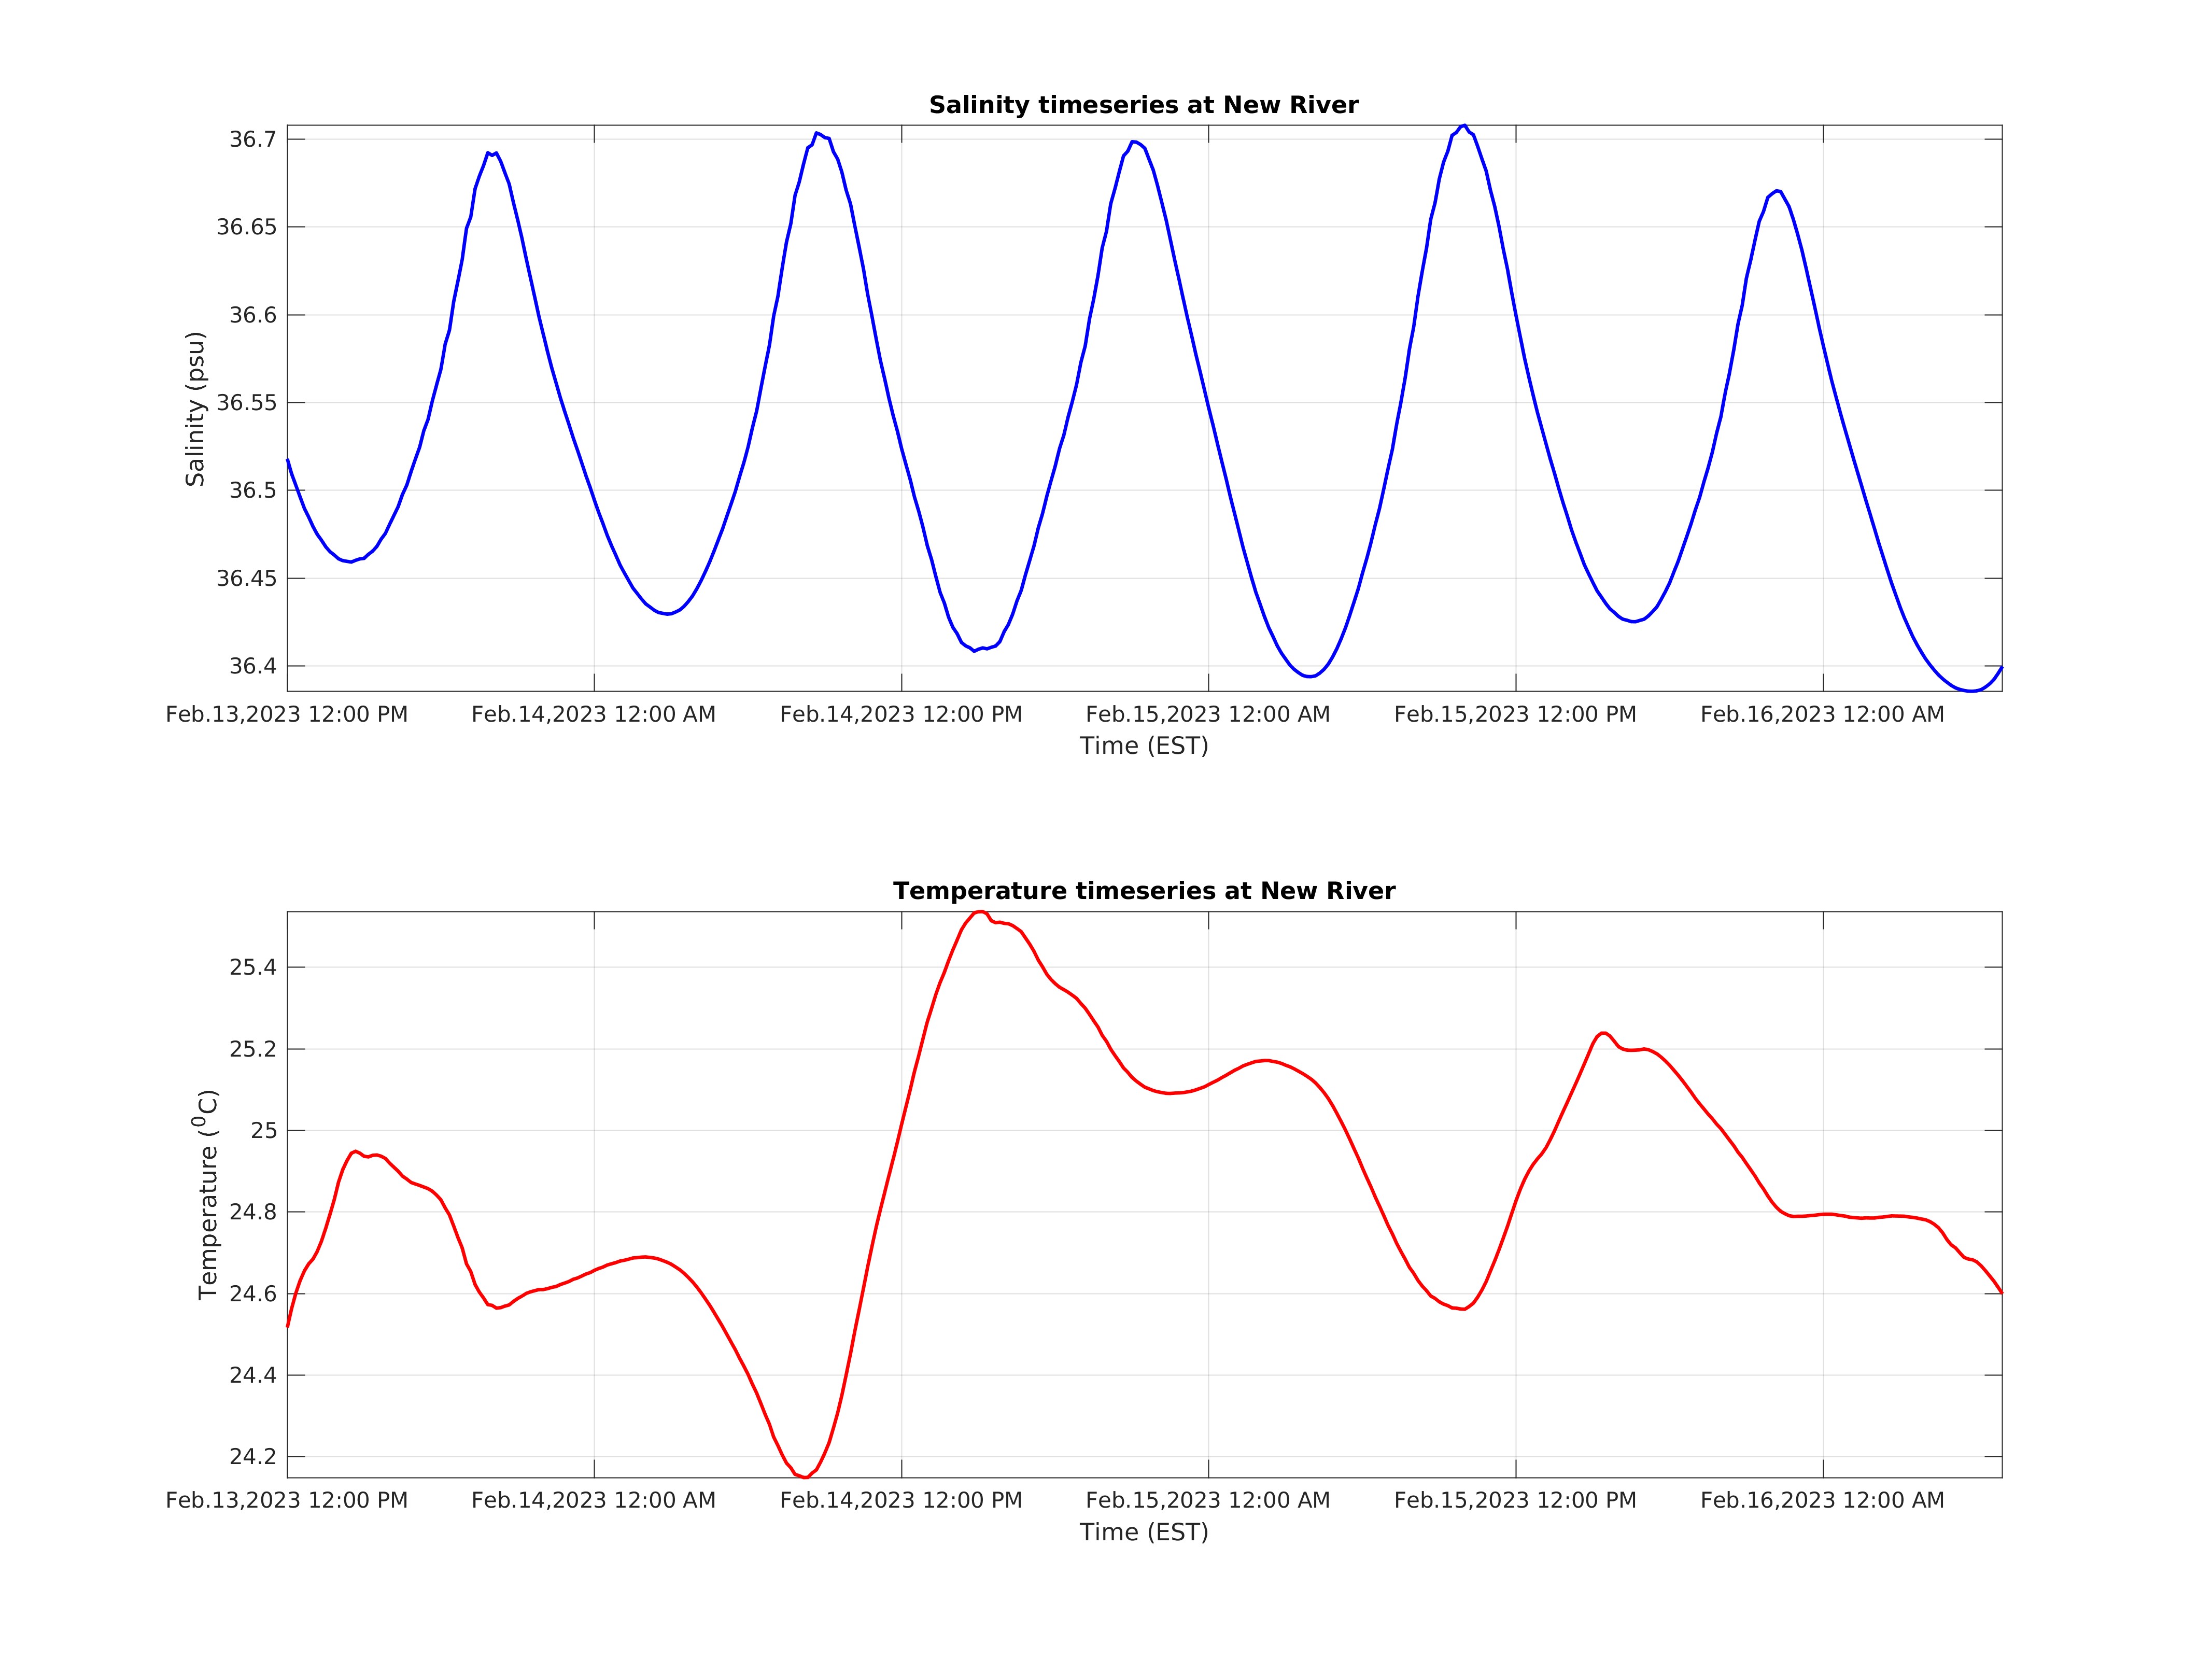 Salinity timeseries at New River
36.7
36.65
36.6
36.55
36.5
36.45
36.4
Salinity (psu)
Feb.13,2023 12:00 PM Feb.14,2023 12:00 AM Feb.14,2023 12:00 PM Feb.15,2023 12:00 AM Feb.15,2023 12:00 PM Feb.16,2023 12:00 AM
Time (EST)
Temperature timeseries at New River
25.4
25.2
25
24.8
24.6
24.4
24.2
Temperature (⁰C)
Feb.13,2023 12:00 PM Feb.14,2023 12:00 AM Feb.14,2023 12:00 PM Feb.15,2023 12:00 AM Feb.15,2023 12:00 PM Feb.16,2023 12:00 AM
Time (EST)